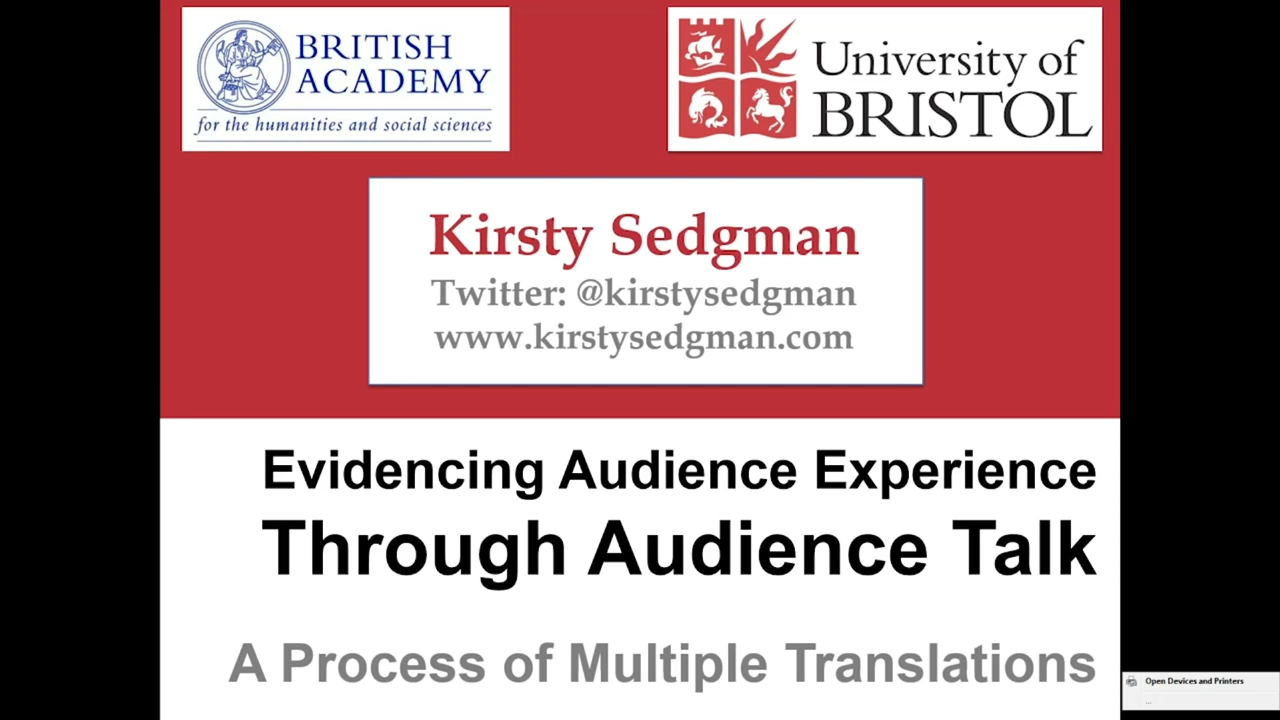 BRITISH
ACADEMY
for the humanities and social sciences
University of
BRISTOL
Kirsty Sedgman
Twitter: @kirstysedgman
www.kirstysedgman.com
Evidencing Audience Experience
Through Audience Talk
A Process of Multiple Translations
Open Devices and Printers
...